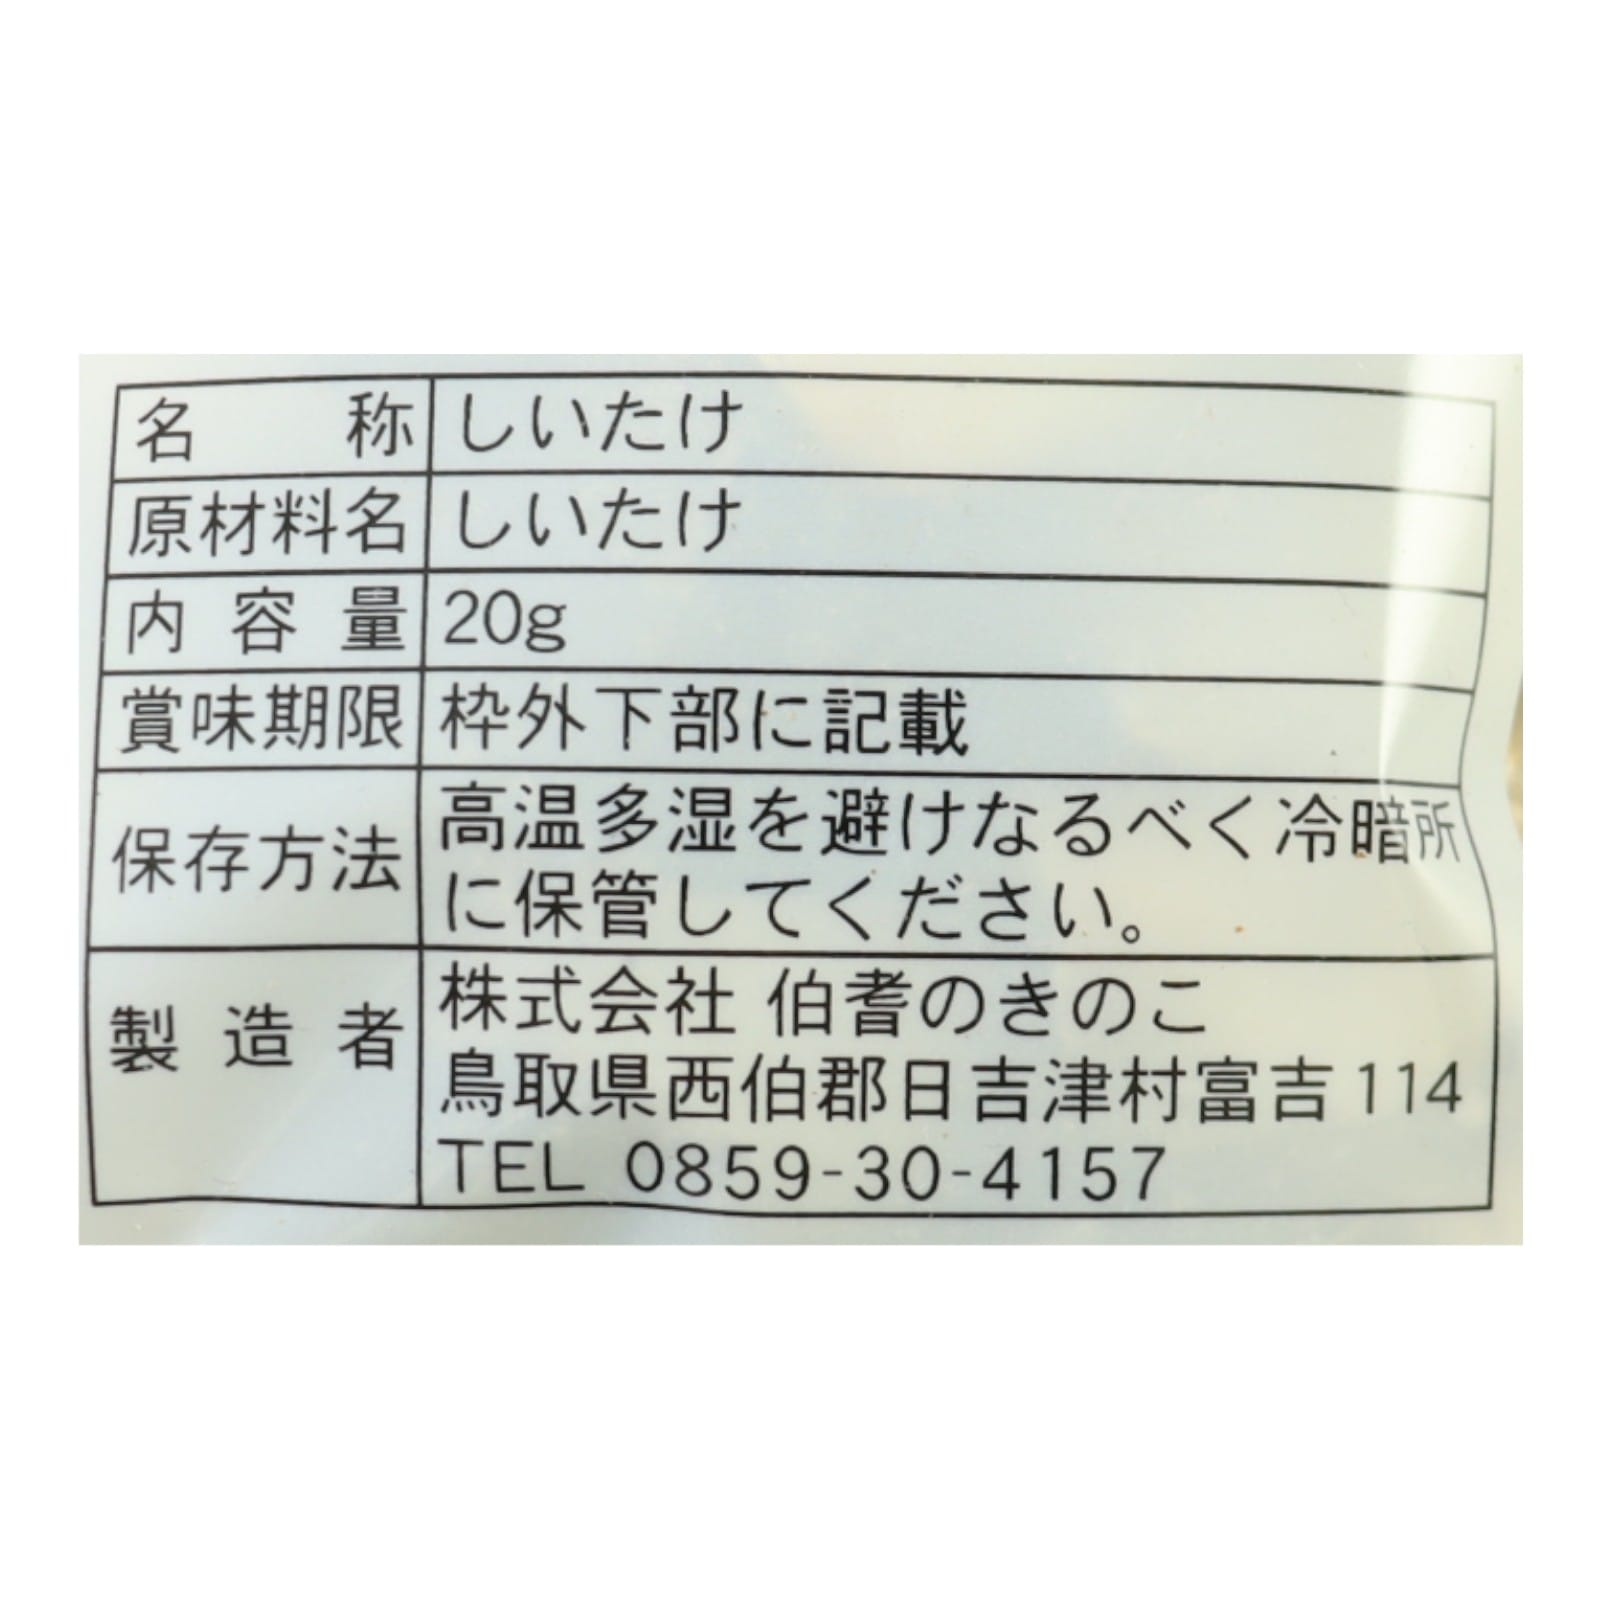 名称 しいたけ
原材料名 しいたけ
内容量 20g
賞味期限 枠外下部に記載
保存方法 高温多湿を避けなるべく冷暗所
に保管してください。
製造者 株式会社 伯耆のきのこ
鳥取県西伯郡日吉津村富吉114
TEL 0859-30-4157